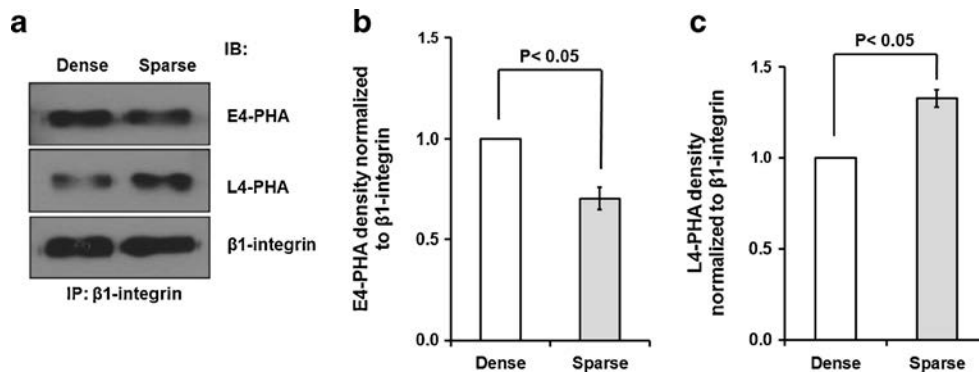 a
IB:
Dense Sparse
E4-PHA
L4-PHA
β1-integrin
IP: β1-integrin
b
E4-PHA density normalized
to β1-integrin
1.5
1.0
0.5
0.0
P< 0.05
Dense Sparse
c
L4-PHA density
normalized to β1-integrin
1.5
1.0
0.5
0.0
P< 0.05
Dense Sparse